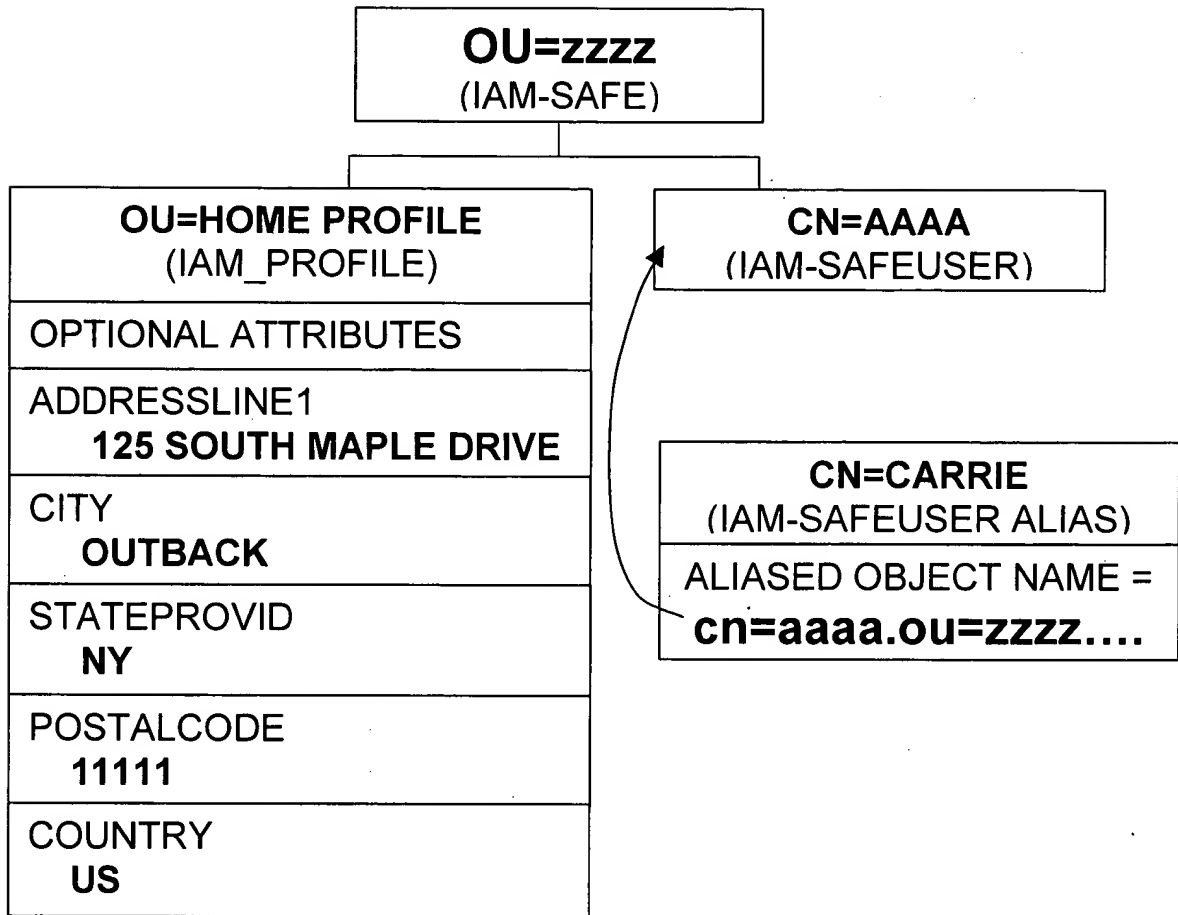 OU=zzzz
(IAM-SAFE)
OU=HOME PROFILE
(IAM_PROFILE)
OPTIONAL ATTRIBUTES
ADDRESSLINE1
125 SOUTH MAPLE DRIVE
CITY
OUTBACK
STATEPROVID
NY
POSTALCODE
11111
COUNTRY
US
CN=AAAA
(IAM-SAFEUSER)
CN=CARRIE
(IAM-SAFEUSER ALIAS)
ALIASED OBJECT NAME =
cn=aaaa.ou=zzzz....